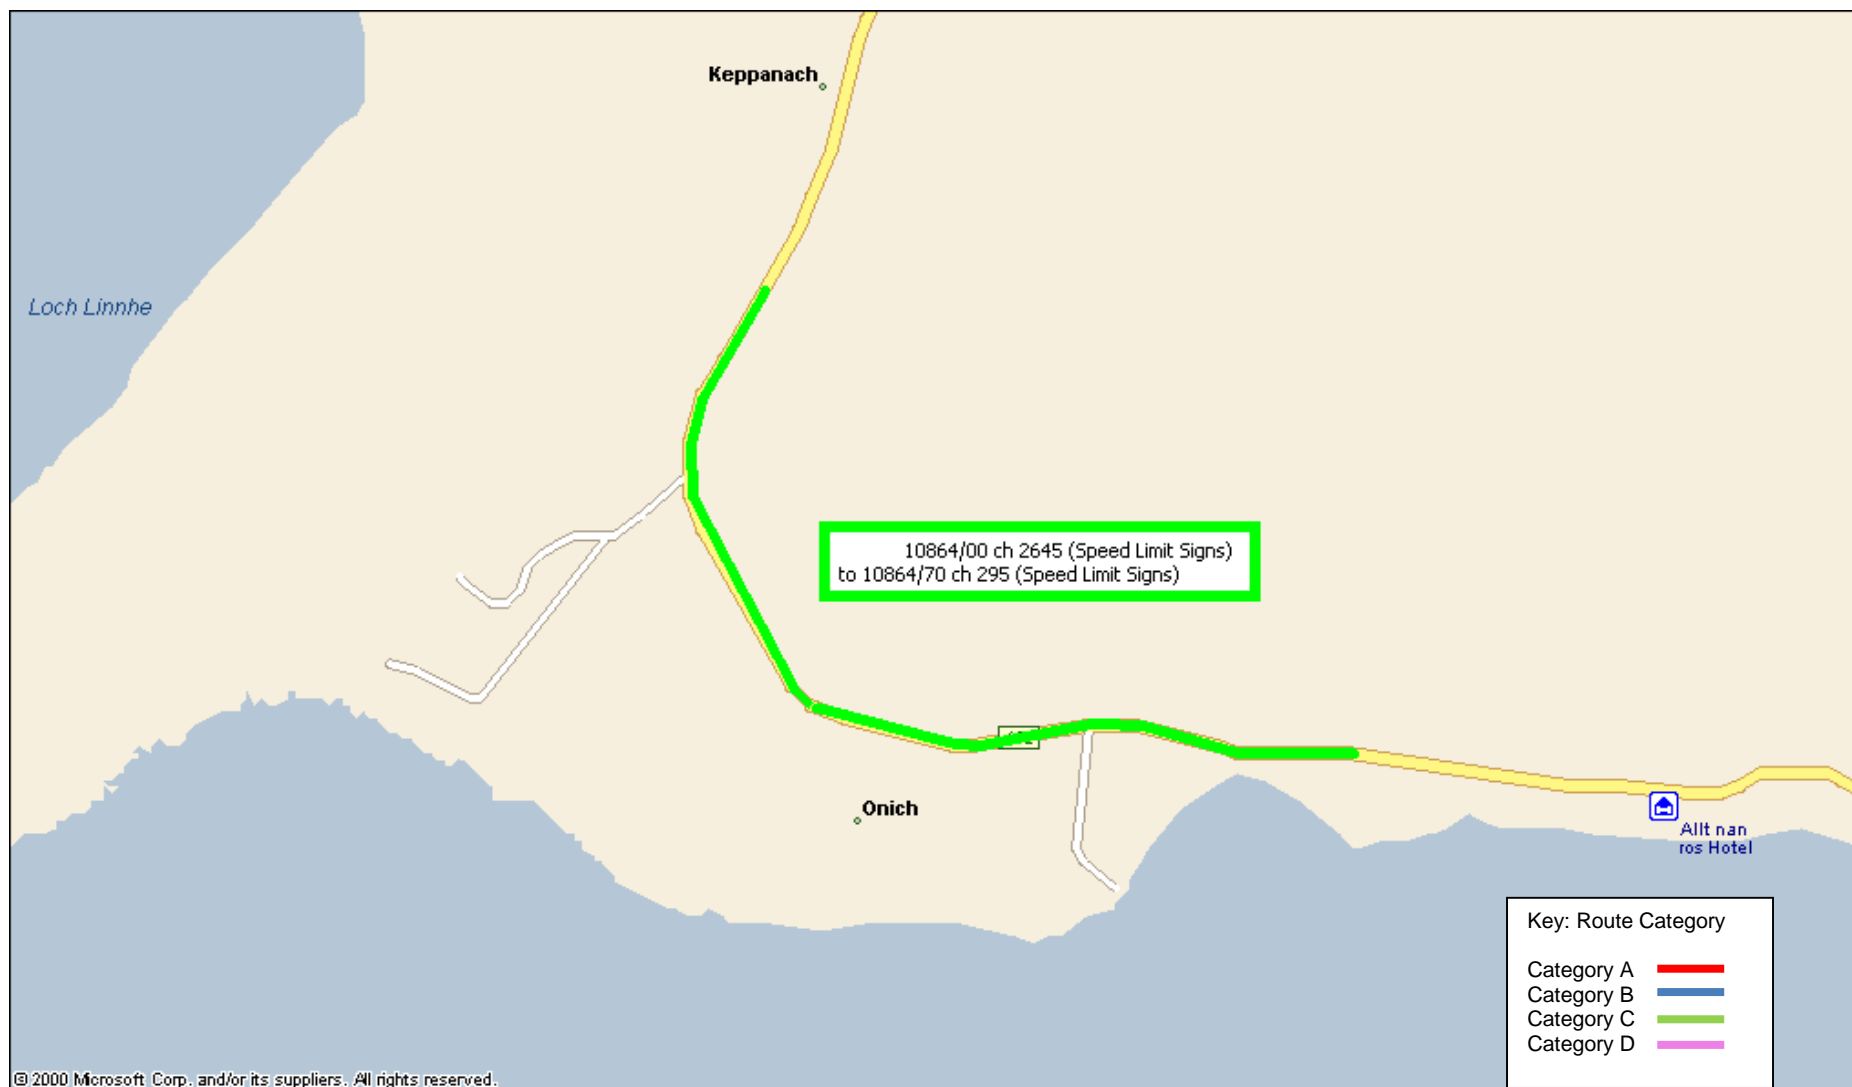 Keppanach
Loch Linnhe
10864/00 ch 2645 (Speed Limit Signs)
to 10864/70 ch 295 (Speed Limit Signs)
Onich
Allt nan
ros Hotel
Key: Route Category
Category A
Category B
Category C
Category D
© 2000 Microsoft Corp. and/or its suppliers. All rights reserved.